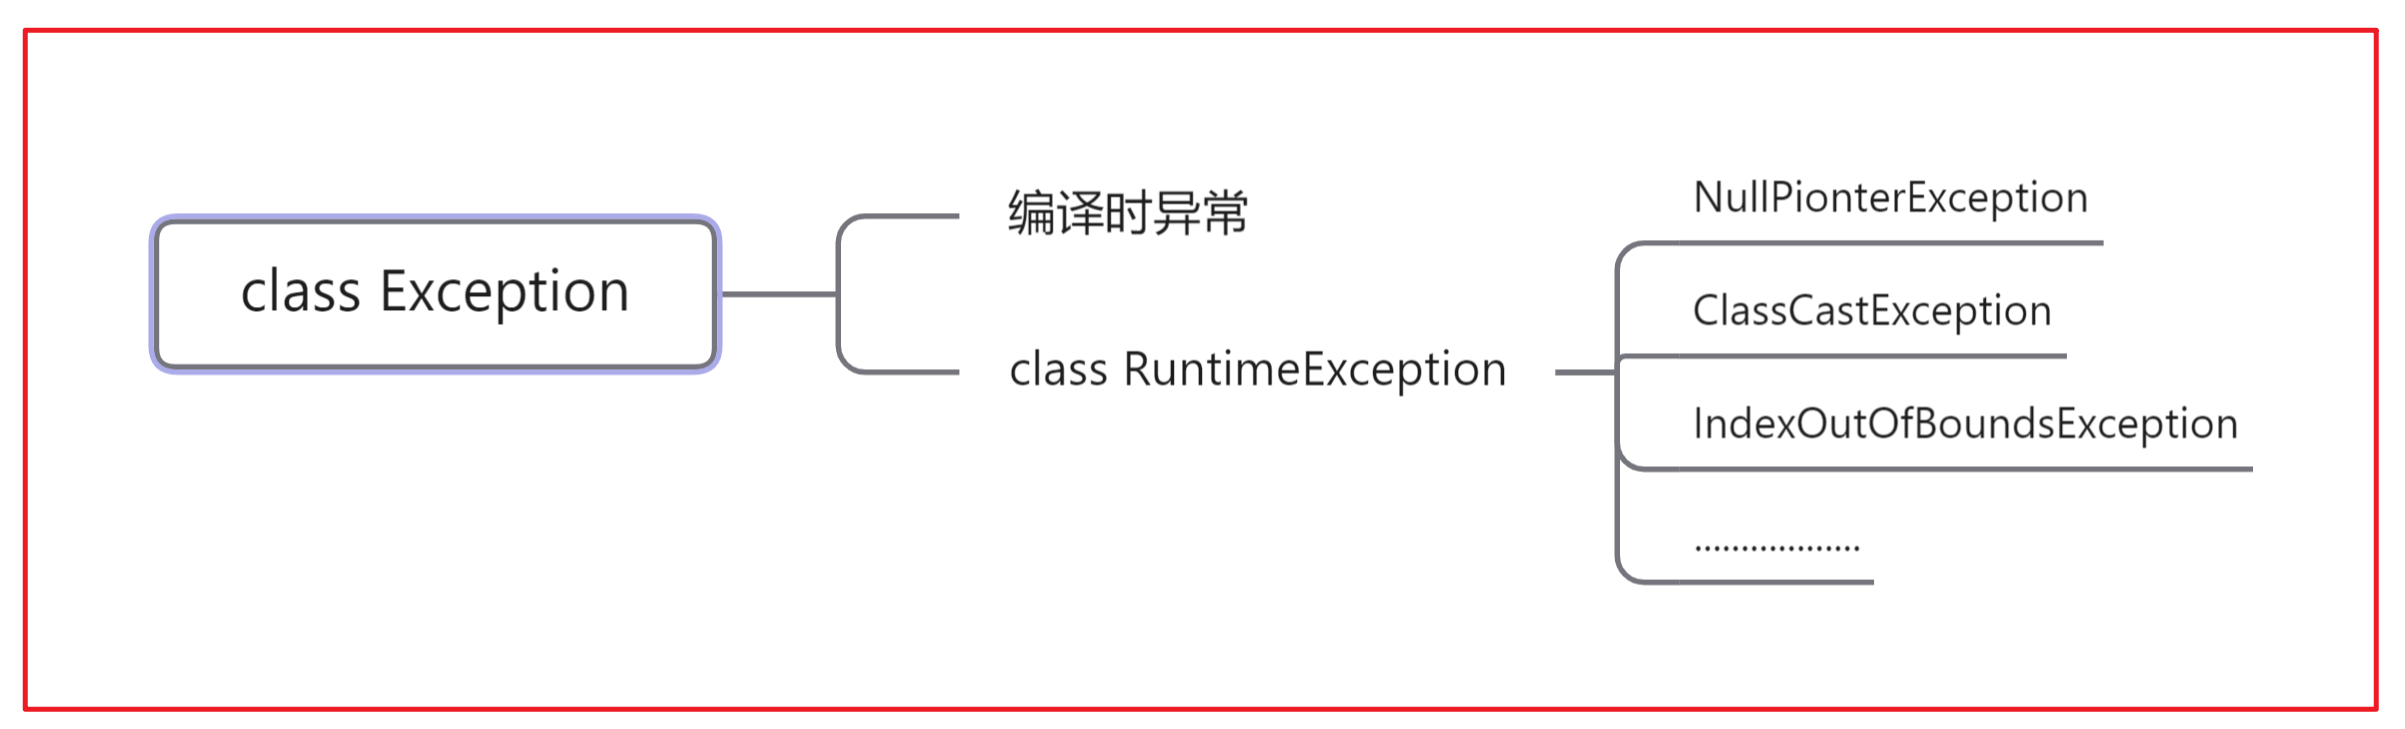 class Exception
编译时异常
class RuntimeException
NullPionterException
ClassCastException
IndexOutOfBoundsException
..................